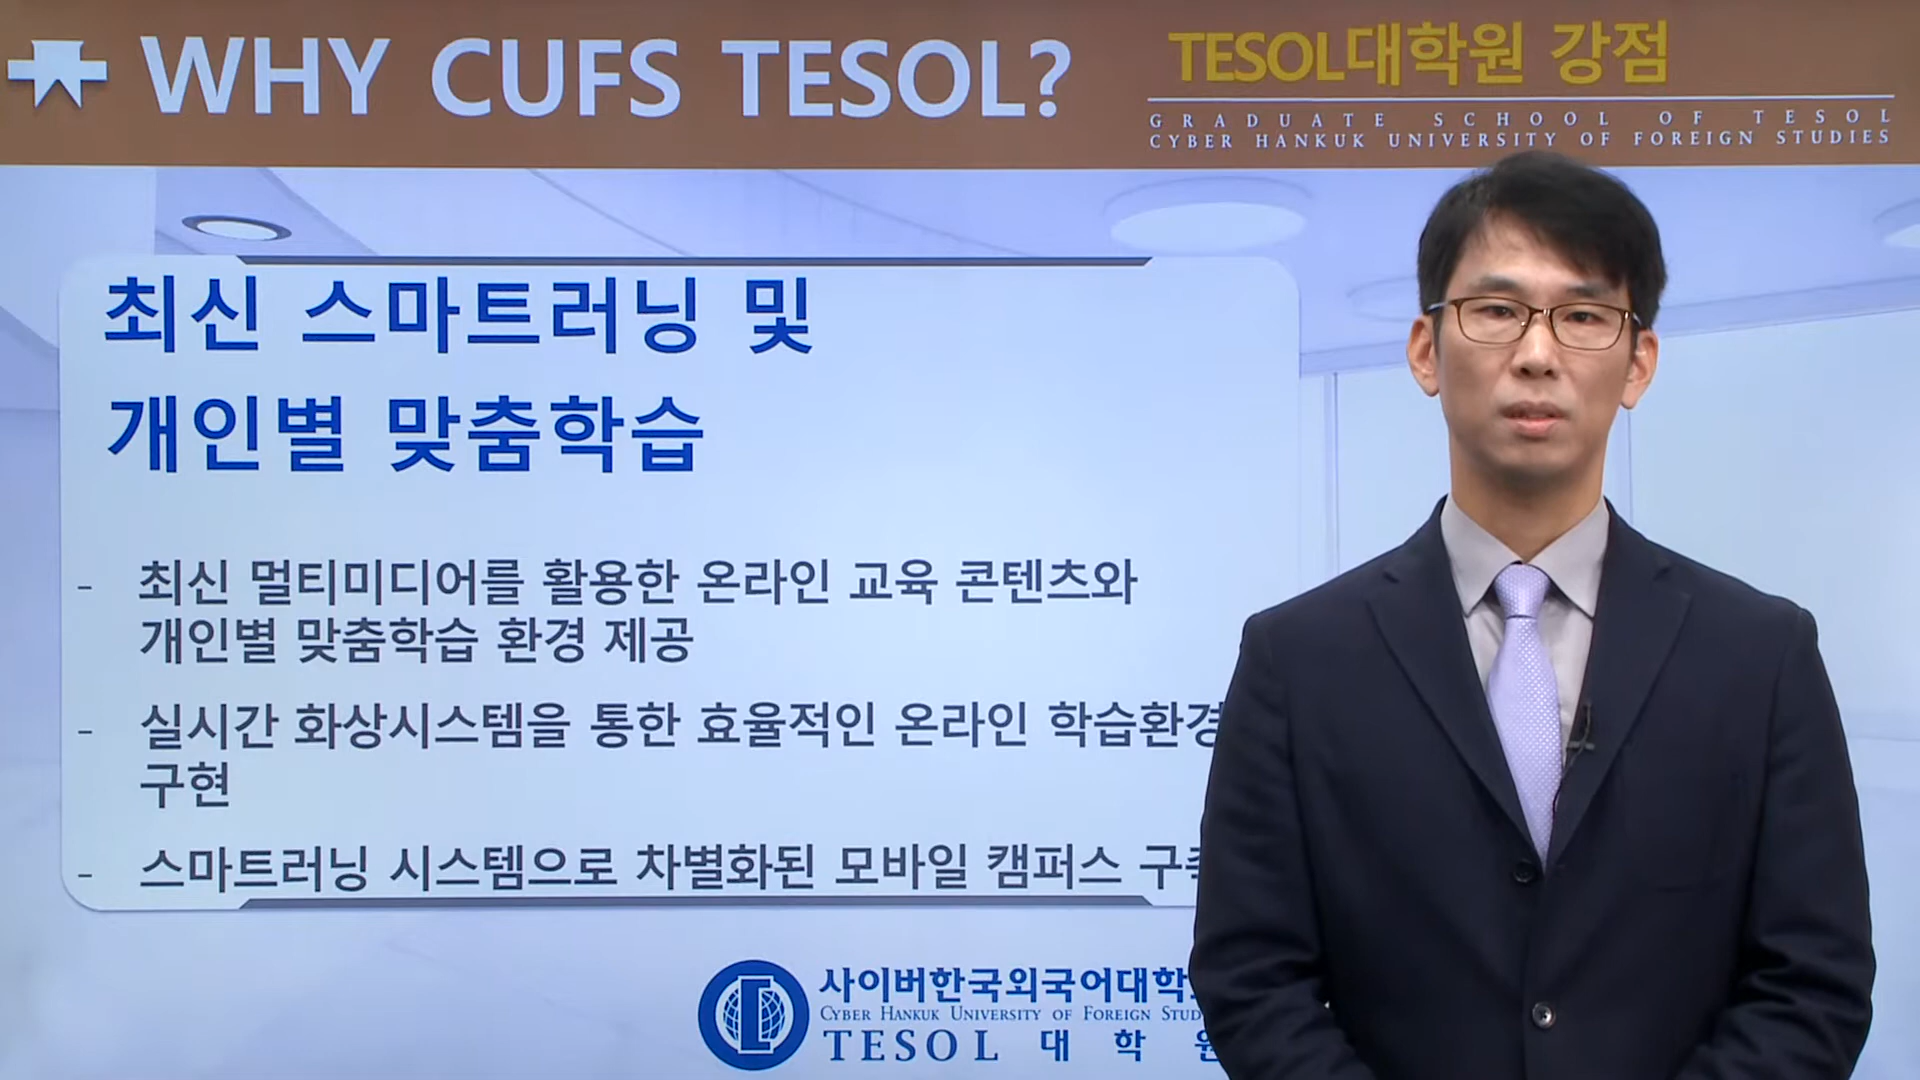 WHY CUFS TESOL?
TESOL대학원 강점
GRADUATE SCHOOL OF TESOL
CYBER HANKUK UNIVERSITY OF FOREIGN STUDIES
최신 스마트러닝 및
개인별 맞춤학습
- 최신 멀티미디어를 활용한 온라인 교육 콘텐츠와
개인별 맞춤학습 환경 제공
- 실시간 화상시스템을 통한 효율적인 온라인 학습환경
구현
- 스마트러닝 시스템으로 차별화된 모바일 캠퍼스
사이버한국외국어대학
CYBER HANKUK UNIVERSITY OF FOREIGN
TESOL 대학원